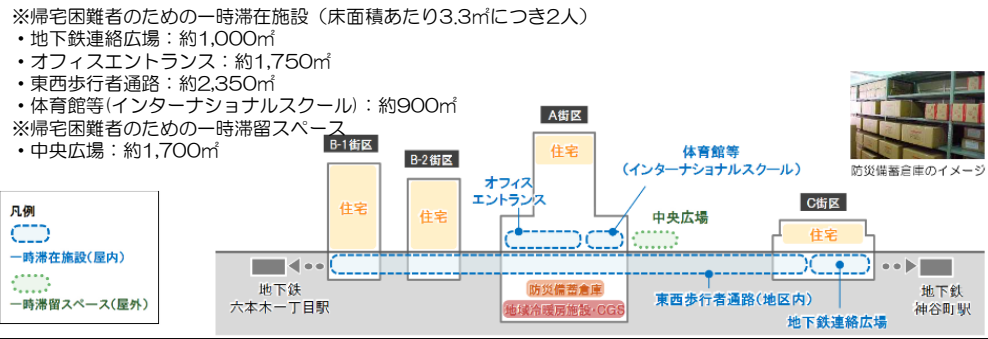 ※帰宅困難者のための一時滞在施設（床面積あたり3.3㎡につき2人）
・地下鉄連絡広場：約1,000㎡
・オフィスエントランス：約1,750㎡
・東西歩行者通路：約2,350㎡
・体育館等(インターナショナルスクール)：約900㎡
※帰宅困難者のための一時滞留スペース
・中央広場：約1,700㎡
防災備蓄倉庫のイメージ
B-1街区
B-2街区
A街区
C街区
住宅
住宅
住宅
住宅
オフィス
エントランス
体育館等
(インターナショナルスクール)
中央広場
凡例
一時滞在施設(屋内)
一時滞留スペース(屋外)
地下鉄
六本木一丁目駅
防災備蓄倉庫
地域冷暖房施設・CGS
東西歩行者通路(地区内)
地下鉄連絡広場
地下鉄
神谷町駅